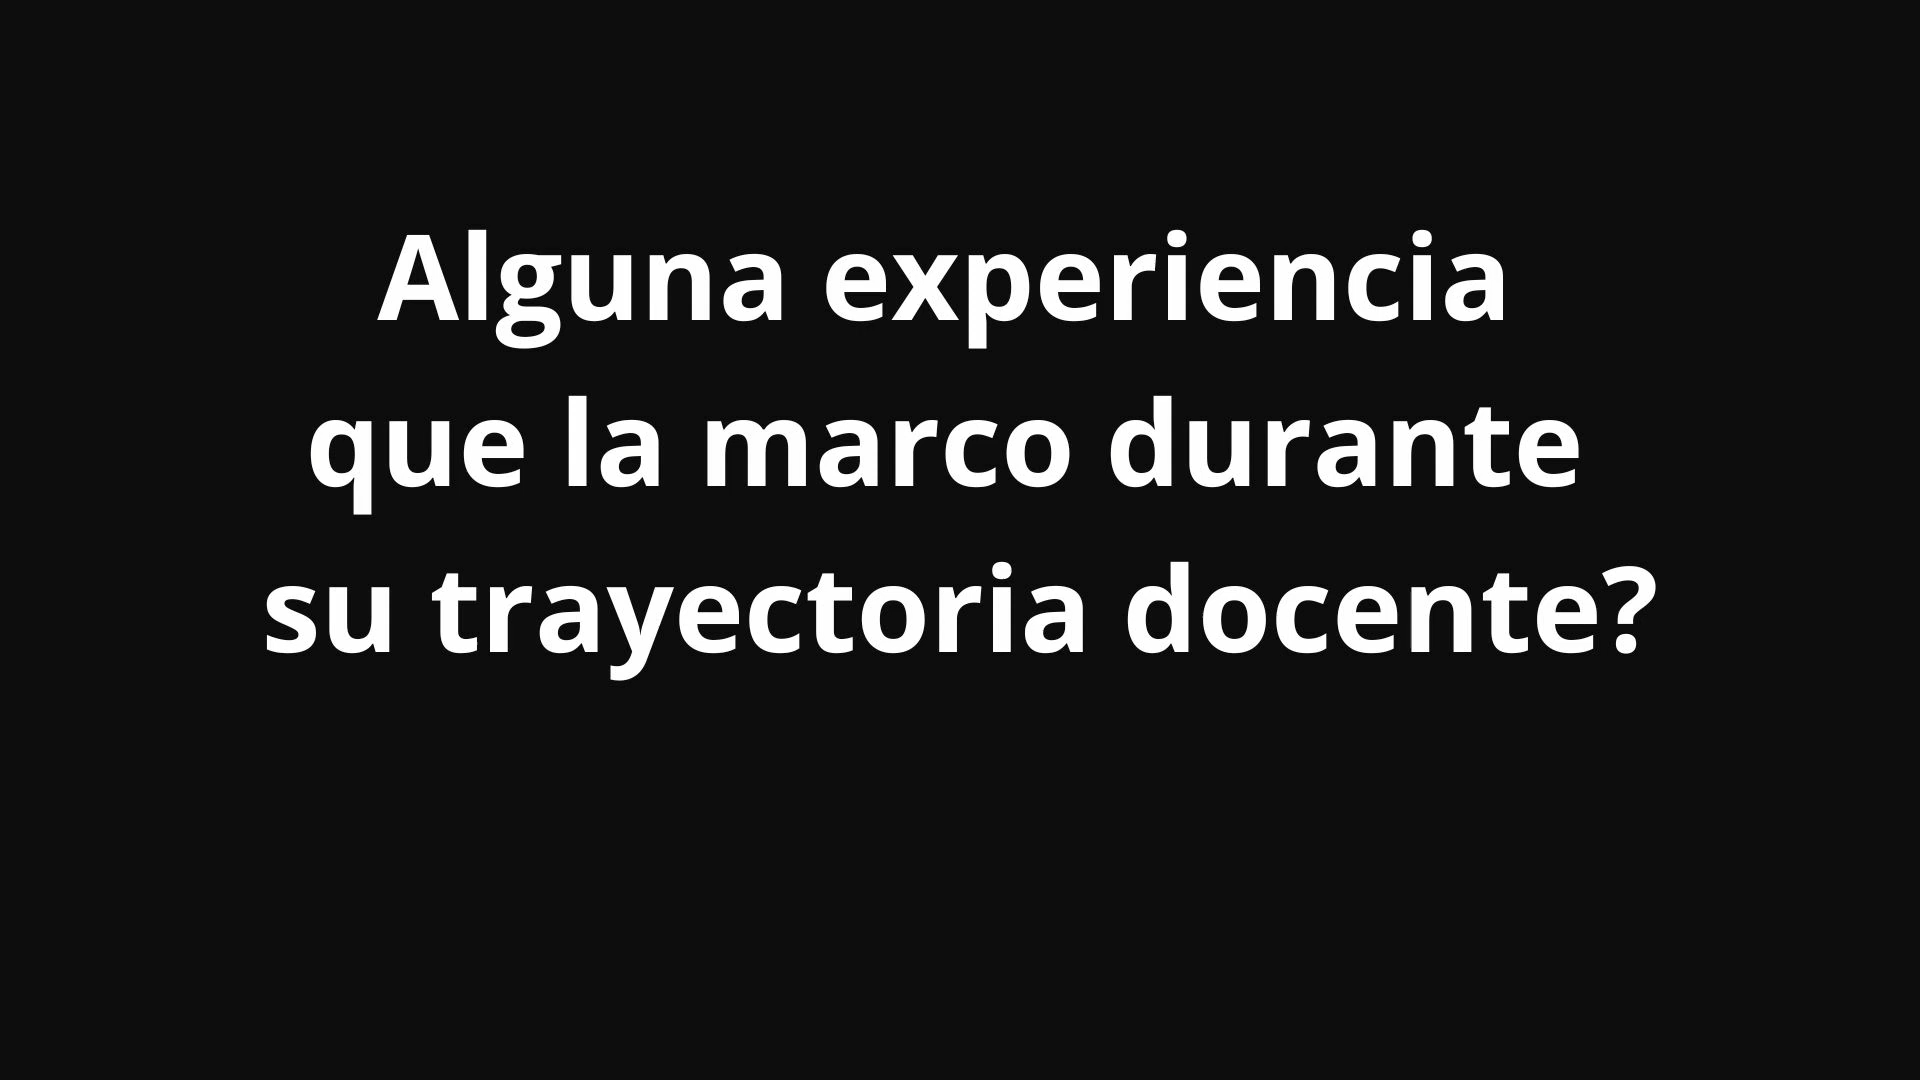 Alguna experiencia
que la marco durante
su trayectoria docente?